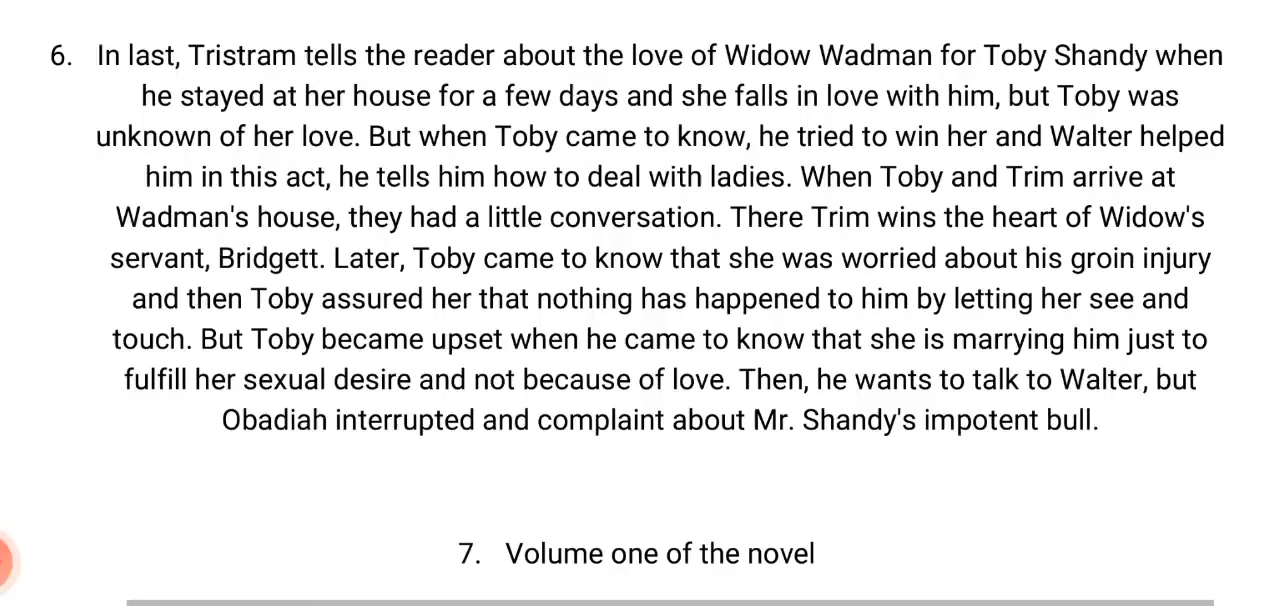 6. In last, Tristram tells the reader about the love of Widow Wadman for Toby Shandy when
he stayed at her house for a few days and she falls in love with him, but Toby was
unknown of her love. But when Toby came to know, he tried to win her and Walter helped
him in this act, he tells him how to deal with ladies. When Toby and Trim arrive at
Wadman's house, they had a little conversation. There Trim wins the heart of Widow's
servant, Bridgett. Later, Toby came to know that she was worried about his groin injury
and then Toby assured her that nothing has happened to him by letting her see and
touch. But Toby became upset when he came to know that she is marrying him just to
fulfill her sexual desire and not because of love. Then, he wants to talk to Walter, but
Obadiah interrupted and complaint about Mr. Shandy's impotent bull.
7. Volume one of the novel